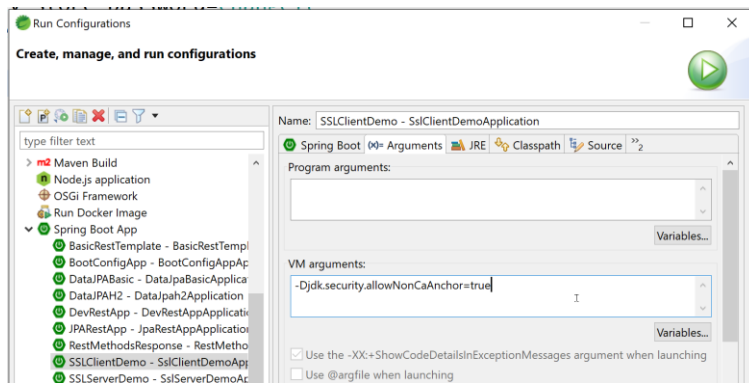 Run Configurations
Create, manage, and run configurations
Name: SSLClientDemo - SslClientDemoApplication
type filter text
Spring Boot (x)= Arguments JRE Classpath Source »2
m2 Maven Build
Node.js application
OSGi Framework
Run Docker Image
Spring Boot App
BasicRestTemplate - BasicRestTempl
BootConfigApp - BootConfigAppAp
DataJPABasic - DataJpaBasicApplica
DataJPAH2 - DataJpah2Application
DevRestApp - DevRestAppApplicati
JPARestApp - JpaRestAppApplication
RestMethodsResponse - RestMetho
SSLClientDemo - SslClientDemoApp
SSLServerDemo - SslServerDemoAp
Program arguments:
Variables...
VM arguments:
-Djdk.security.allowNonCaAnchor=true
Variables...
Use the -XX:+ShowCodeDetailsInExceptionMessages argument when launching
Use @argfile when launching